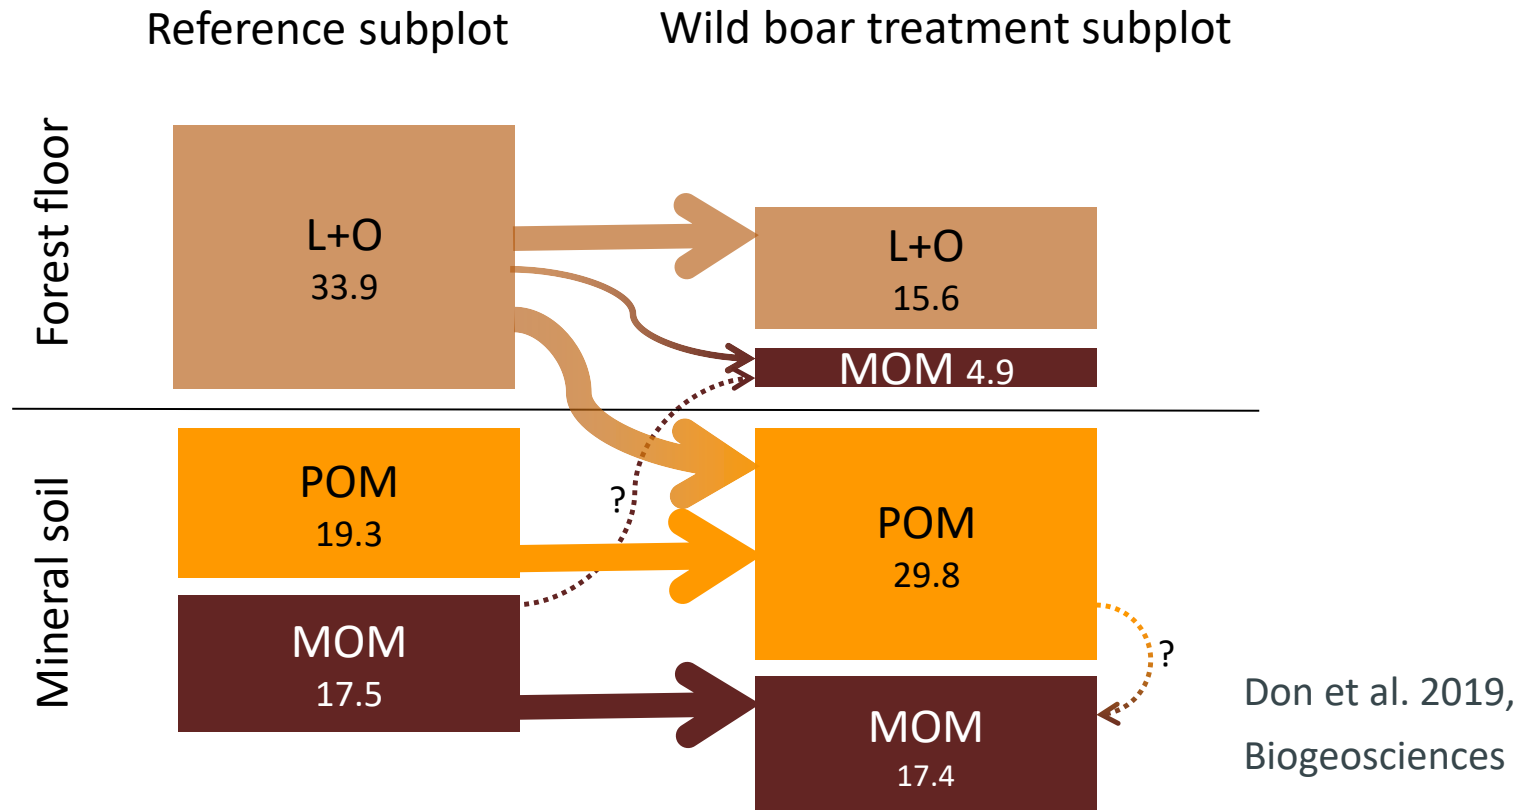 Reference subplot
Wild boar treatment subplot
Forest floor
L+O
33.9
L+O
15.6
MOM 4.9
Mineral soil
POM
19.3
?
POM
29.8
MOM
17.5
?
MOM
17.4
Don et al. 2019,
Biogeosciences